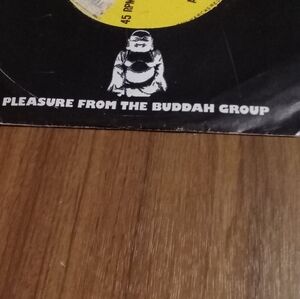 45 RPM
PLEASURE FROM THE BUDDAH GROUP